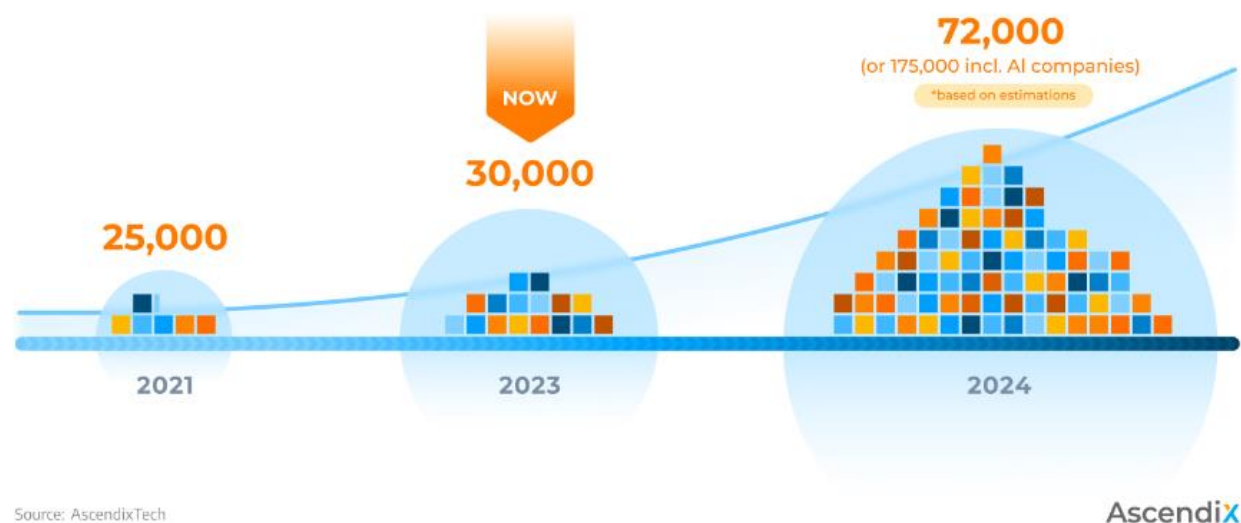 72,000
(or 175,000 incl. AI companies)
*based on estimations
NOW
30,000
25,000
2021
2023
2024
Source: AscendixTech
Ascendix